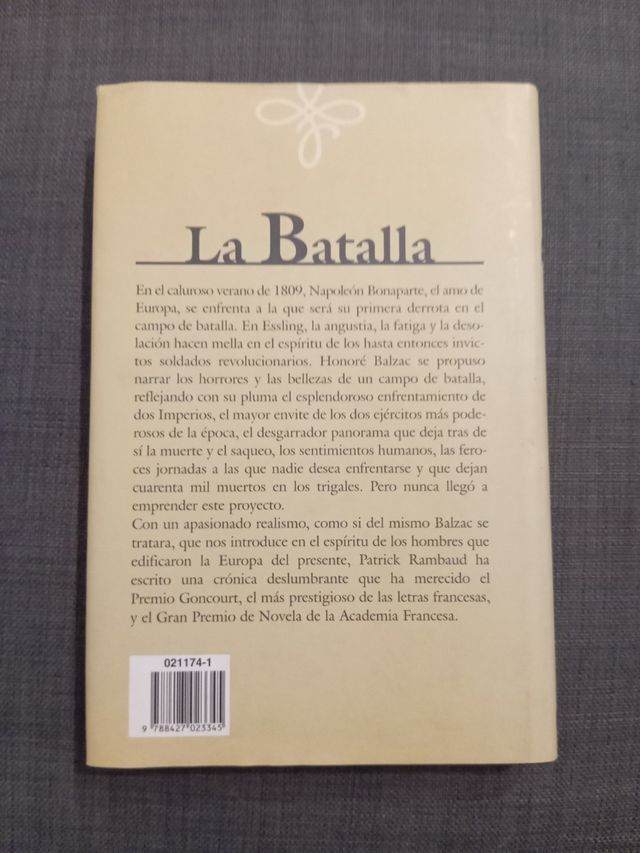 La Batalla
En el caluroso verano de 1809, Napoleón Bonaparte, el amo de
Europa, se enfrenta a la que será su primera derrota en el
campo de batalla. En Essling, la angustia, la fatiga y la deso-
lación hacen mella en el espíritu de los hasta entonces invic-
tos soldados revolucionarios. Honoré Balzac se propuso
narrar los horrores y las bellezas de un campo de batalla,
reflejando con su pluma el esplendoroso enfrentamiento de
dos Imperios, el mayor envite de los dos ejércitos más pode-
rosos de la época, el desgarrador panorama que deja tras de
sí la muerte y el saqueo, los sentimientos humanos, las fero-
ces jornadas a las que nadie desea enfrentarse y que dejan
cuarenta mil muertos en los trigales. Pero nunca llegó a
emprender este proyecto.
Con un apasionado realismo, como si del mismo Balzac se
tratara, que nos introduce en el espíritu de los hombres que
edificaron la Europa del presente, Patrick Rambaud ha
escrito una crónica deslumbrante que ha merecido el
Premio Goncourt, el más prestigioso de las letras francesas,
y el Gran Premio de Novela de la Academia Francesa.
021174-1
9 788427 023345